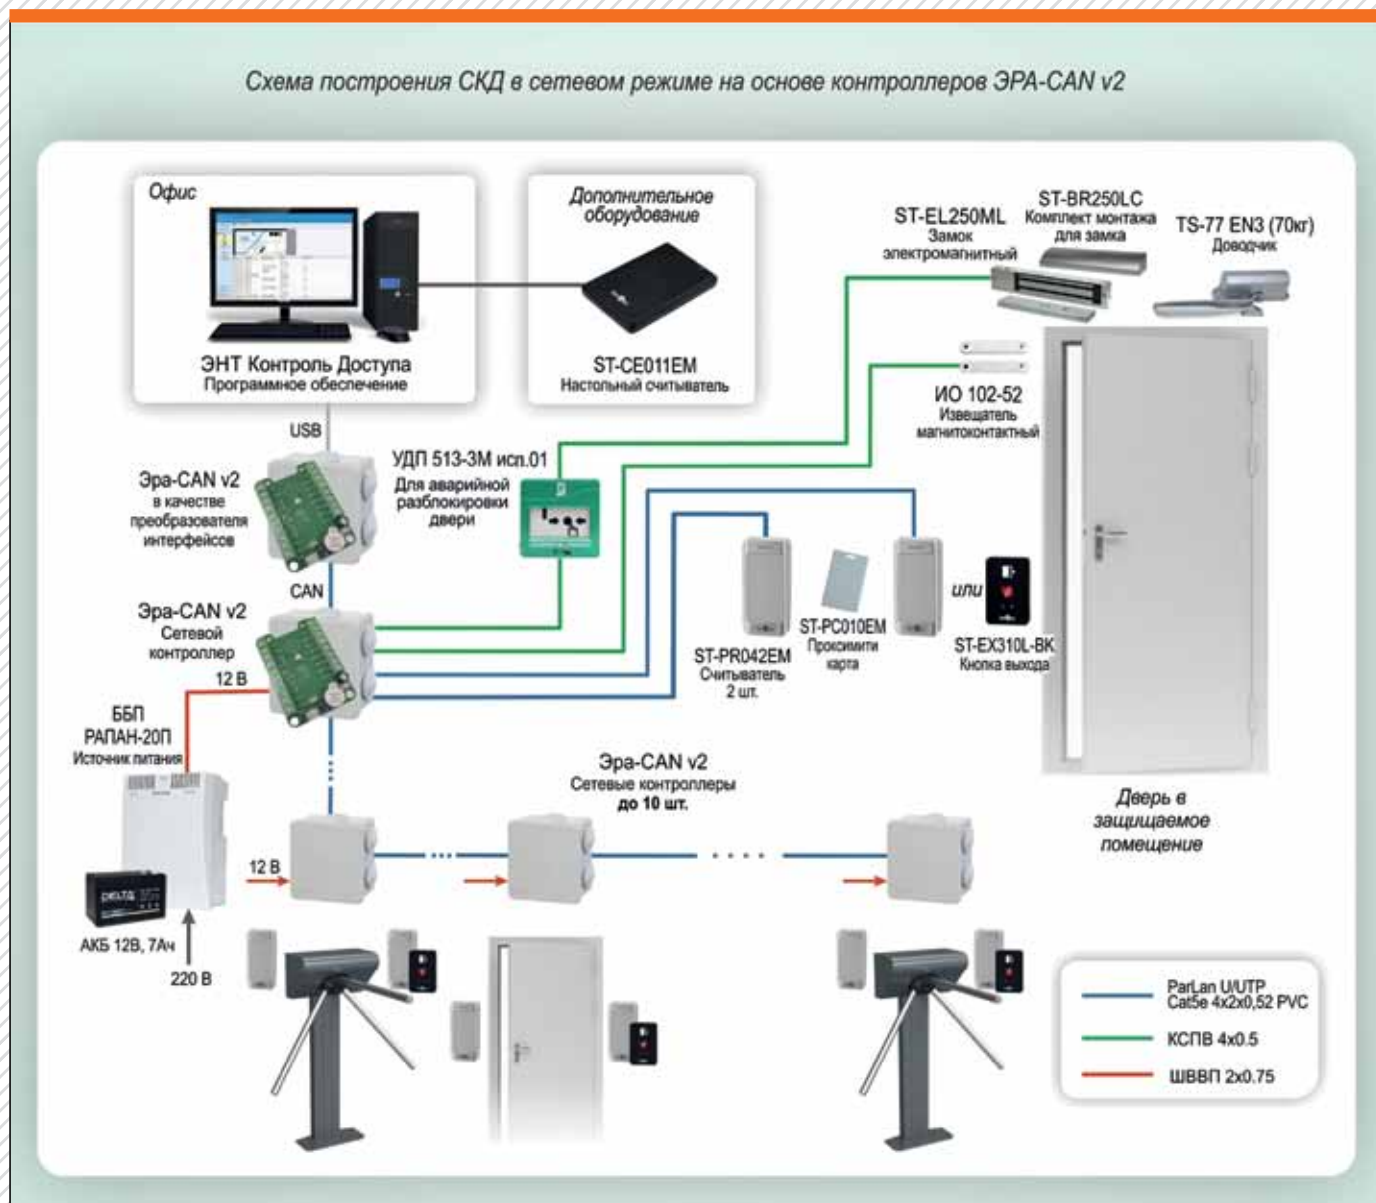 Схема построения СКД в сетевом режиме на основе контроллеров ЭРА-CAN v2
Офис
ЭНТ Контроль Доступа
Программное обеспечение
Дополнительное
оборудование
ST-CE011EM
Настольный считыватель
ST-EL250ML
Замок
электромагнитный
ST-BR250LC
Комплект монтажа
для замка
TS-77 EN3 (70кг)
Доводчик
ИО 102-52
Извещатель
магнитоконтактный
USB
Эра-CAN v2
в качестве
преобразователя
интерфейсов
УДП 513-3М исп.01
Для аварийной
разблокировки
двери
CAN
Эра-CAN v2
Сетевой
контроллер
12 В
ST-PR042EM
Считыватель
2 шт.
ST-PC010EM
Проксимити
карта
или
ST-EX310L-BK
Кнопка выхода
ББП
РАПАН-20П
Источник питания
Эра-CAN v2
Сетевые контроллеры
до 10 шт.
Дверь в
защищаемое
помещение
12 В
DELTA
АКБ 12В, 7Ач
220 В
ParLan U/UTP
Cat5e 4x2x0,52 PVC
КСПВ 4x0.5
ШВВП 2x0.75